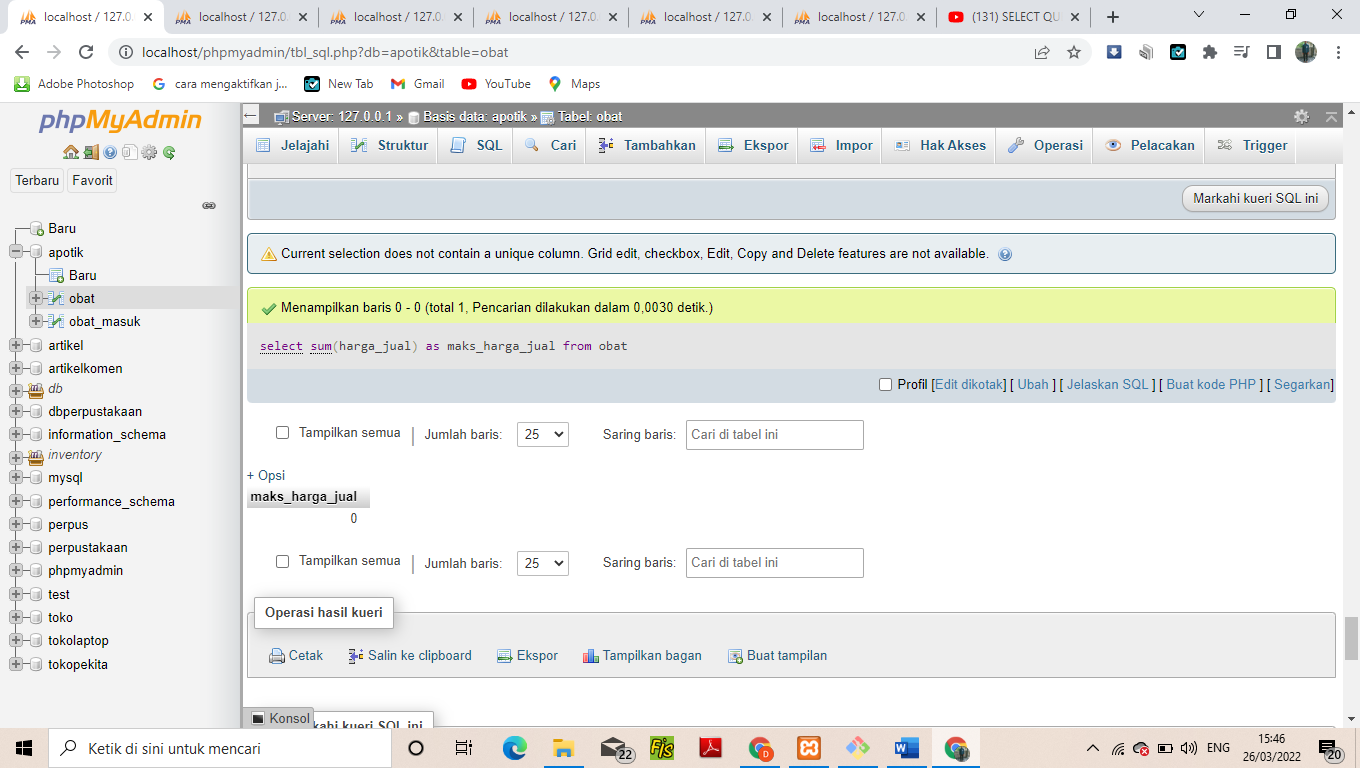 localhost / 127.0. localhost / 127.0. localhost / 127.0. localhost / 127.0. localhost / 127.0. localhost / 127.0. (131) SELECT QU
localhost/phpmyadmin/tbl_sql.php?db=apotik&table=obat
Adobe Photoshop cara mengaktifkan j... New Tab Gmail YouTube Maps
phpMyAdmin
Terbaru Favorit
Baru
apotik
Baru
obat
obat_masuk
artikel
artikelkomen
db
dbperpustakaan
information_schema
inventory
mysql
performance_schema
perpus
perpustakaan
phpmyadmin
test
toko
tokolaptop
tokopekita
Server: 127.0.0.1 » Basis data: apotik » Tabel: obat
Jelajahi Struktur SQL Cari Tambahkan Ekspor Impor Hak Akses Operasi Pelacakan Trigger
Markahi kueri SQL ini
Current selection does not contain a unique column. Grid edit, checkbox, Edit, Copy and Delete features are not available.
Menampilkan baris 0 - 0 (total 1, Pencarian dilakukan dalam 0,0030 detik.)
select sum(harga_jual) as maks_harga_jual from obat
Profil [Edit dikotak] [ Ubah ] [ Jelaskan SQL ] [ Buat kode PHP ] [ Segarkan]
Tampilkan semua | Jumlah baris: 25 Saring baris: Cari di tabel ini
+ Opsi
maks_harga_jual
0
Tampilkan semua | Jumlah baris: 25 Saring baris: Cari di tabel ini
Operasi hasil kueri
Cetak Salin ke clipboard Ekspor Tampilkan bagan Buat tampilan
Konsol
kahi kueri SQL ini
Ketik di sini untuk mencari
22
Fis
D
ENG
15:46
26/03/2022
20